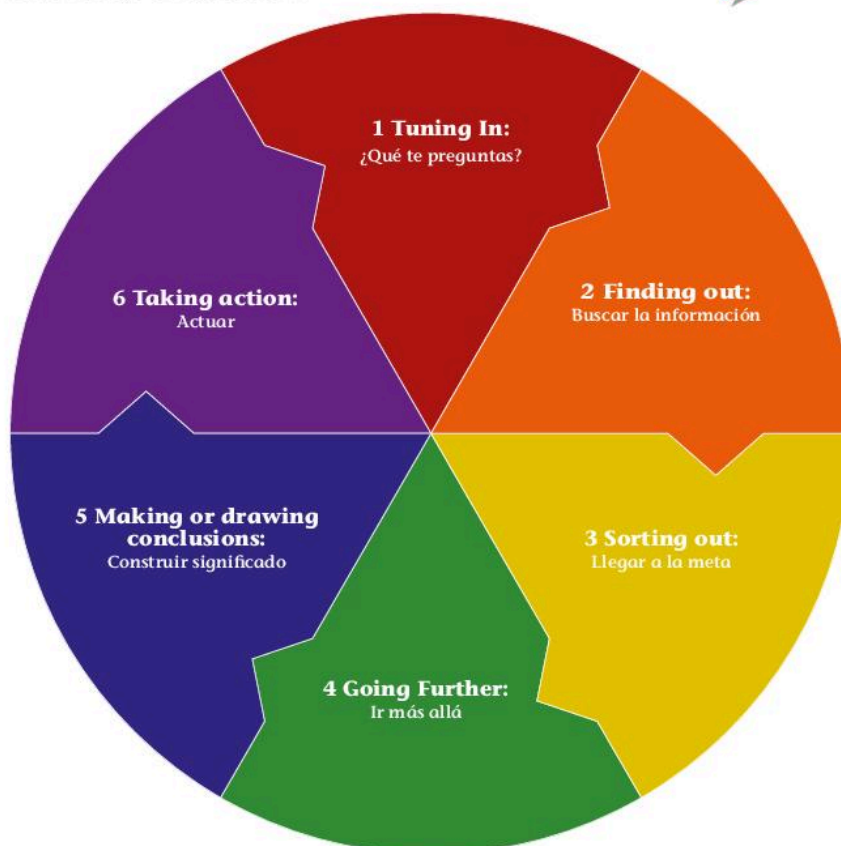 1 Tuning In:
¿Qué te preguntas?
2 Finding out:
Buscar la información
3 Sorting out:
Llegar a la meta
4 Going Further:
Ir más allá
5 Making or drawing
conclusions:
Construir significado
6 Taking action:
Actuar